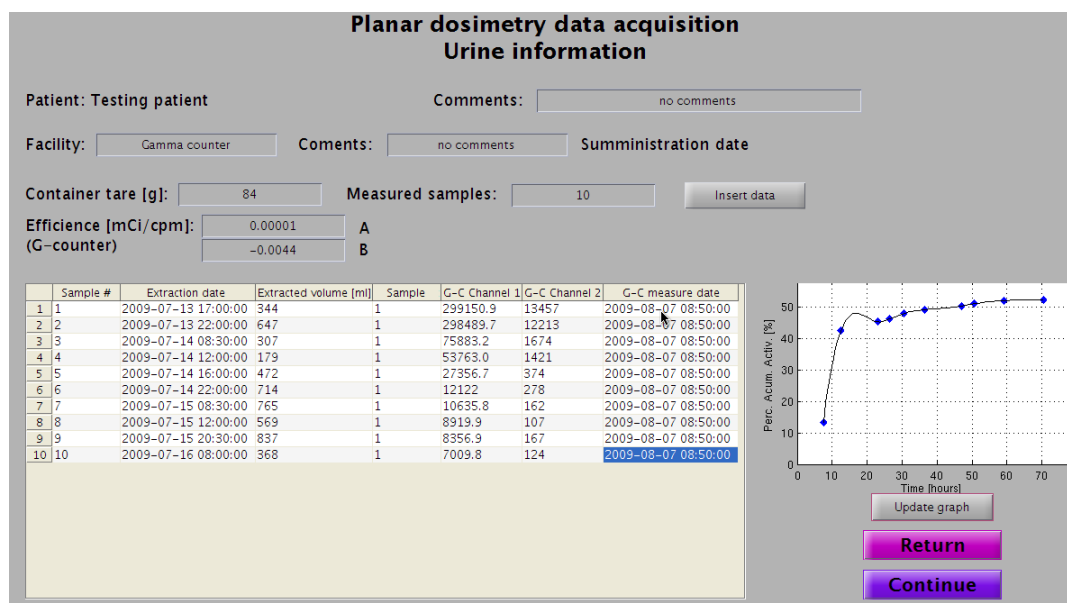 Planar dosimetry data acquisition
Urine information
Patient: Testing patient
Comments: no comments
Facility: Gamma counter
Coments: no comments
Sumministration date
Container tare [g]: 84
Measured samples: 10
Insert data
Efficience [mCi/cpm]: 0.00001 A
(G-counter) -0.0044 B
Sample # Extraction date Extracted volume [ml] Sample G-C Channel 1 G-C Channel 2 G-C measure date
1 1 2009-07-13 17:00:00 344 1 299150.9 13457 2009-08-07 08:50:00
2 2 2009-07-13 22:00:00 647 1 298489.7 12213 2009-08-07 08:50:00
3 3 2009-07-14 08:30:00 307 1 75883.2 1674 2009-08-07 08:50:00
4 4 2009-07-14 12:00:00 179 1 53763.0 1421 2009-08-07 08:50:00
5 5 2009-07-14 16:00:00 472 1 27356.7 374 2009-08-07 08:50:00
6 6 2009-07-14 22:00:00 714 1 12122 278 2009-08-07 08:50:00
7 7 2009-07-15 08:30:00 765 1 10635.8 162 2009-08-07 08:50:00
8 8 2009-07-15 12:00:00 569 1 8919.9 107 2009-08-07 08:50:00
9 9 2009-07-15 20:30:00 837 1 8356.9 167 2009-08-07 08:50:00
10 10 2009-07-16 08:00:00 368 1 7009.8 124 2009-08-07 08:50:00
Perc. Acum. Activ. [%]
50
40
30
20
10
0
0 10 20 30 40 50 60 70
Time [hours]
Update graph
Return
Continue